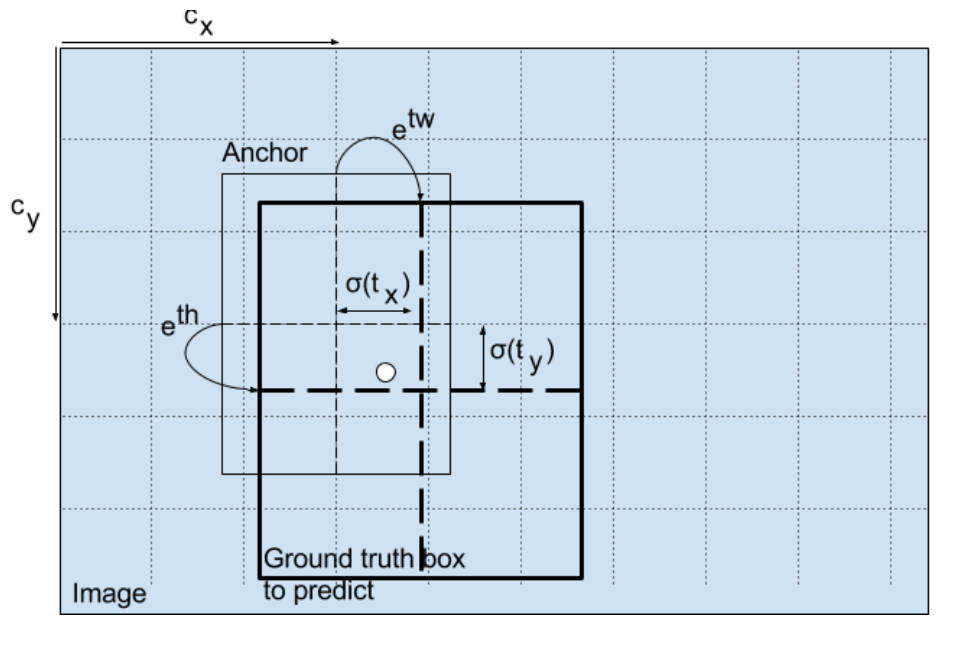 c x
e tw
Anchor
c y
σ(t x)
e th
σ(t y)
Ground truth box
to predict
Image